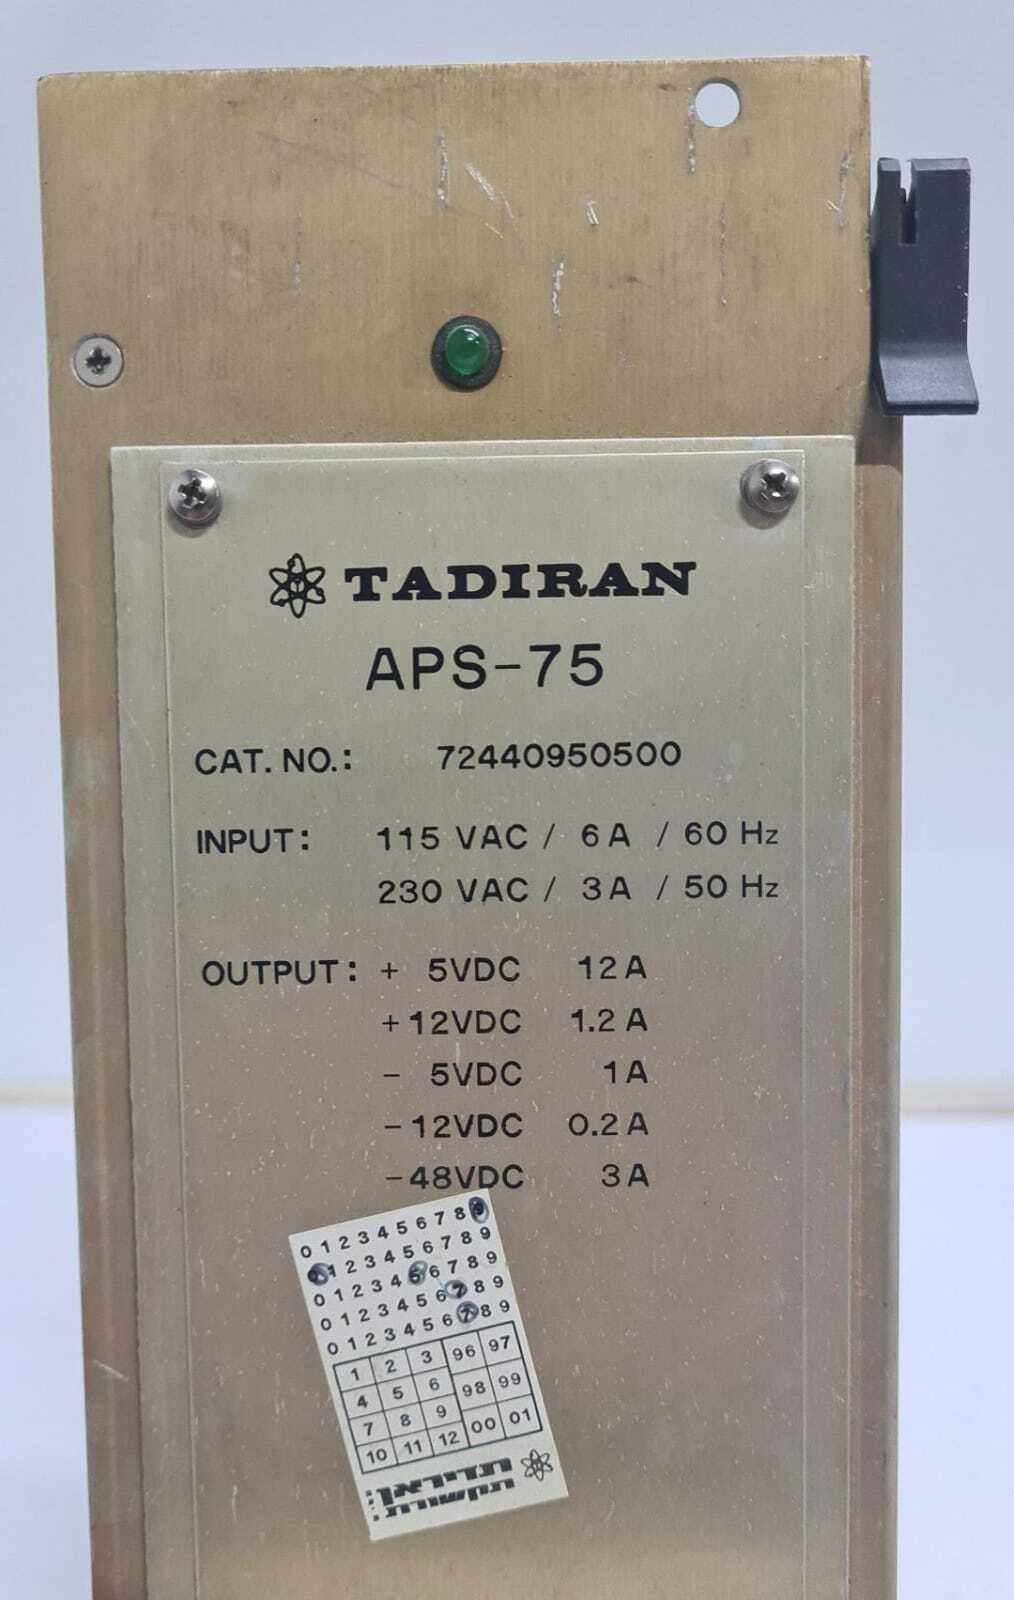 TADIRAN
APS-75
CAT. NO.: 72440950500
INPUT: 115 VAC / 6 A / 60 Hz
230 VAC / 3 A / 50 Hz
OUTPUT: + 5VDC 12 A
+12VDC 1.2 A
- 5VDC 1 A
-12VDC 0.2 A
-48VDC 3 A
0 1 2 3 4 5 6 7 8 9
0 1 2 3 4 5 6 7 8 9
0 1 2 3 4 5 6 7 8 9
0 1 2 3 4 5 6 7 8 9
0 1 2 3 4 5 6 7 8 9
1 2 3 96 97
4 5 6 98 99
7 8 9 00 01
10 11 12
תדיראן